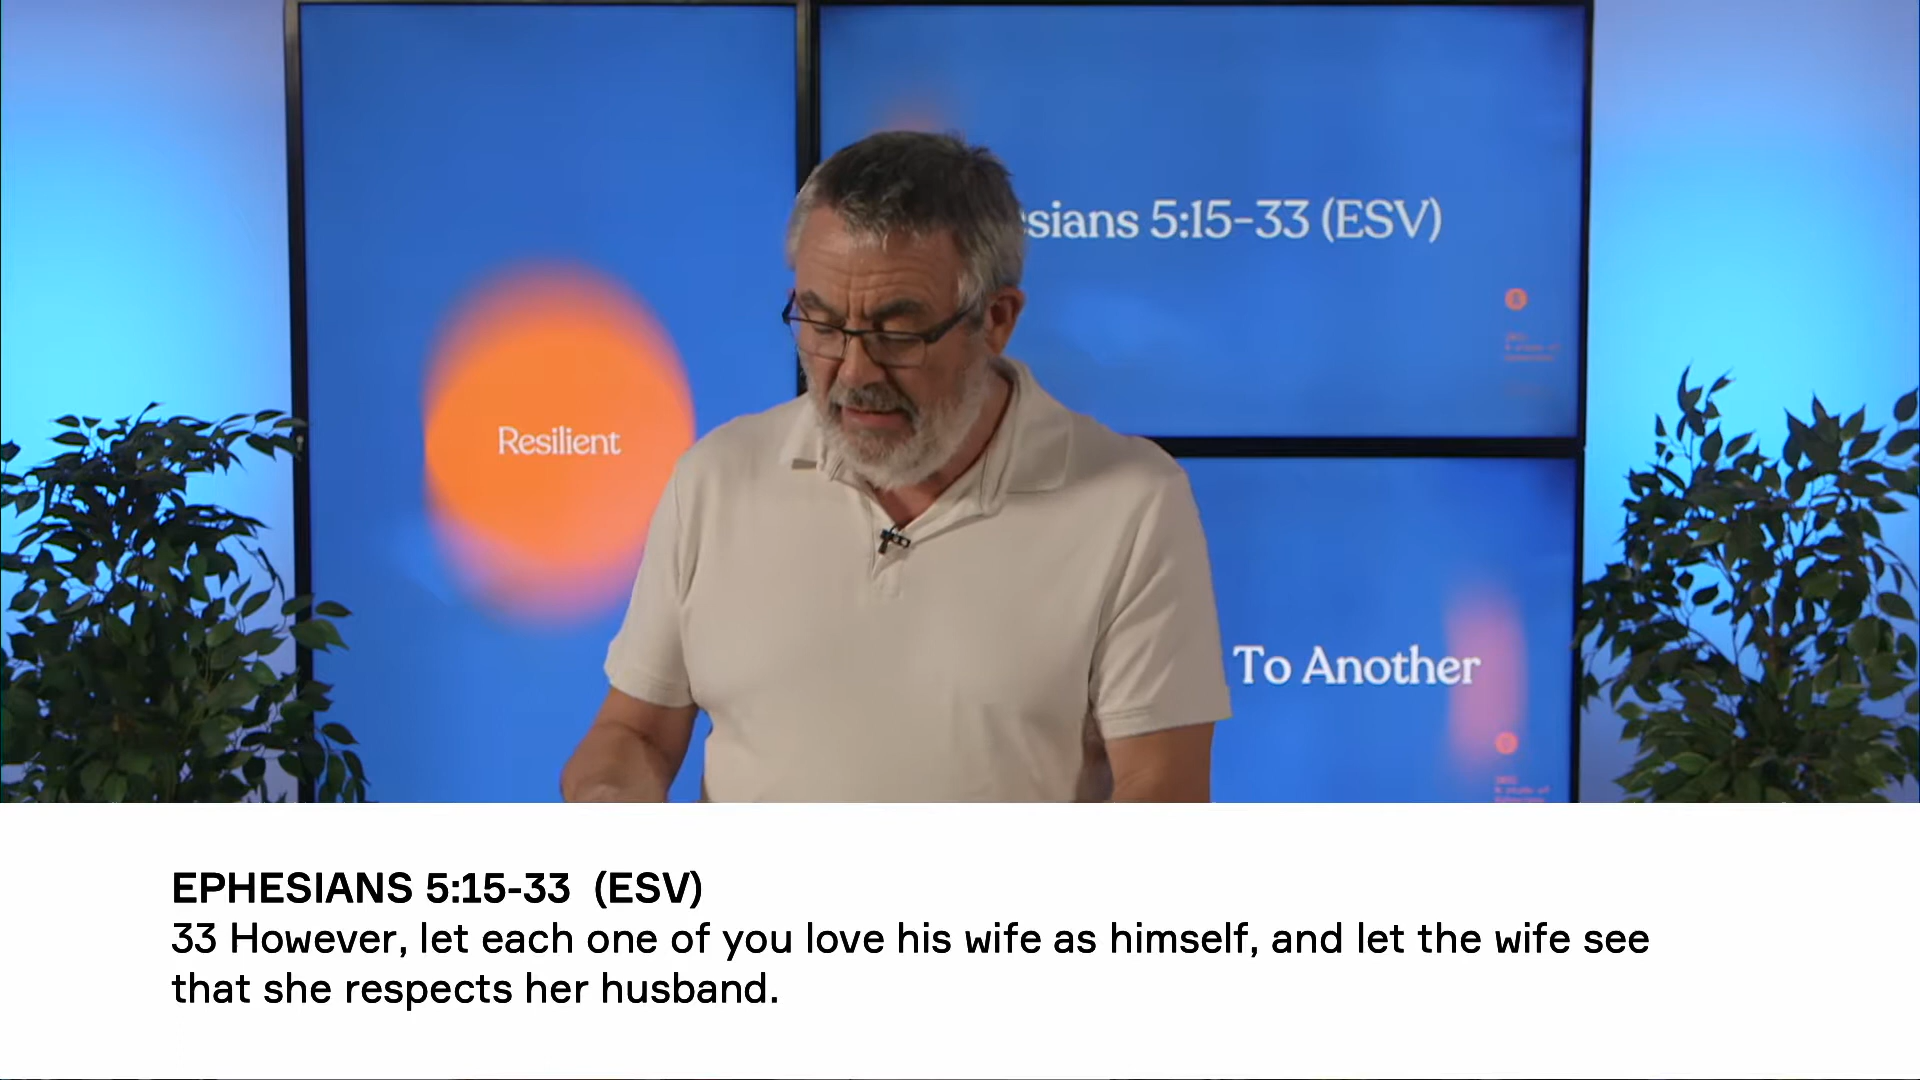 Resilient
esians 5:15-33 (ESV)
To Another
EPHESIANS 5:15-33 (ESV)
33 However, let each one of you love his wife as himself, and let the wife see
that she respects her husband.